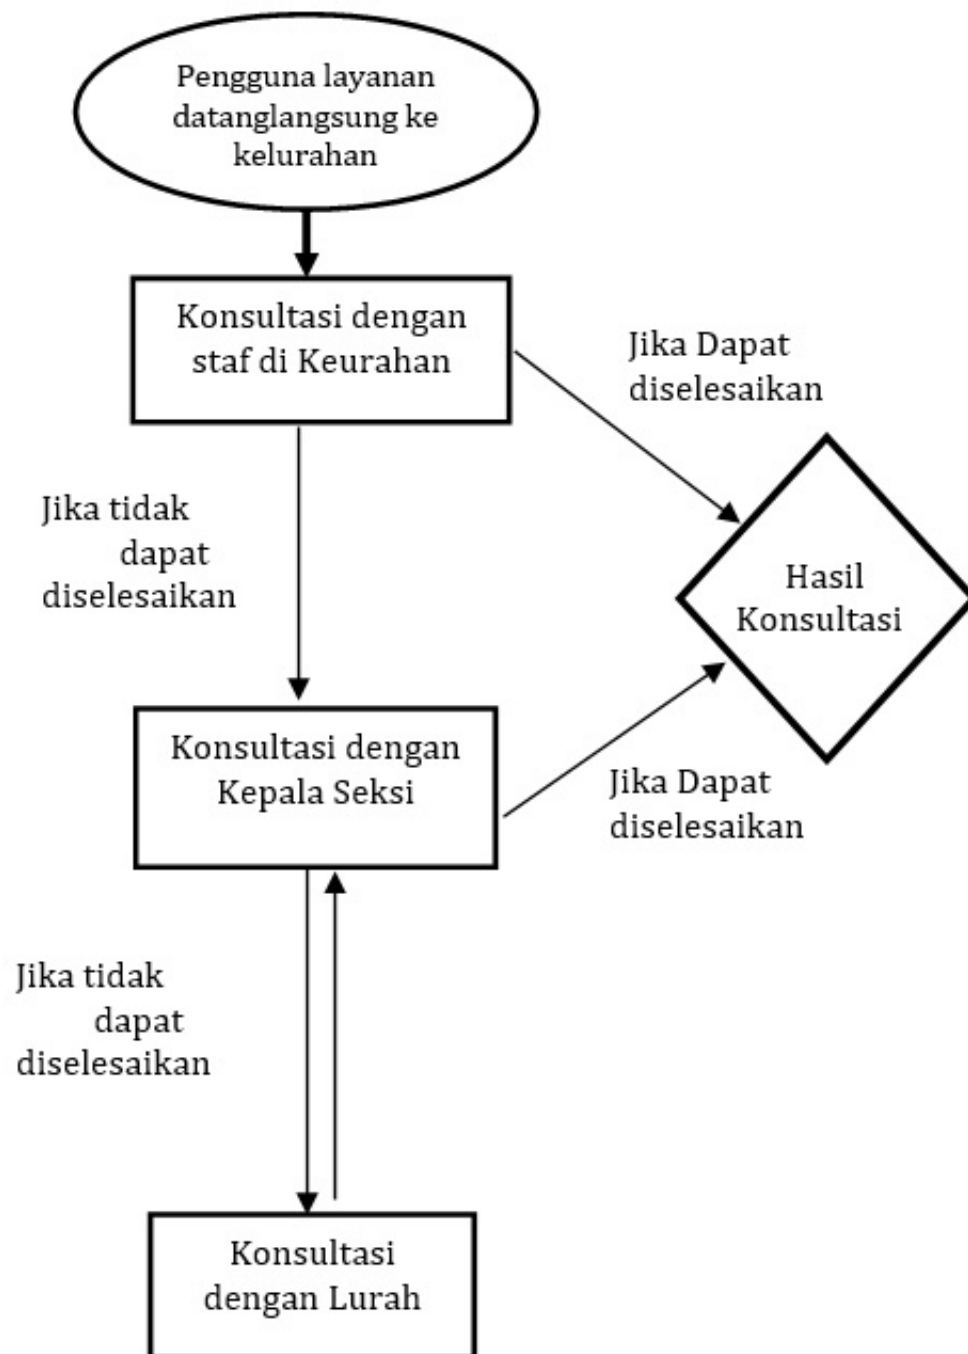 Pengguna layanan
datanglangsung ke
kelurahan
Konsultasi dengan
staf di Keurahan
Jika Dapat
diselesaikan
Jika tidak
dapat
diselesaikan
Hasil
Konsultasi
Konsultasi dengan
Kepala Seksi
Jika Dapat
diselesaikan
Jika tidak
dapat
diselesaikan
Konsultasi
dengan Lurah